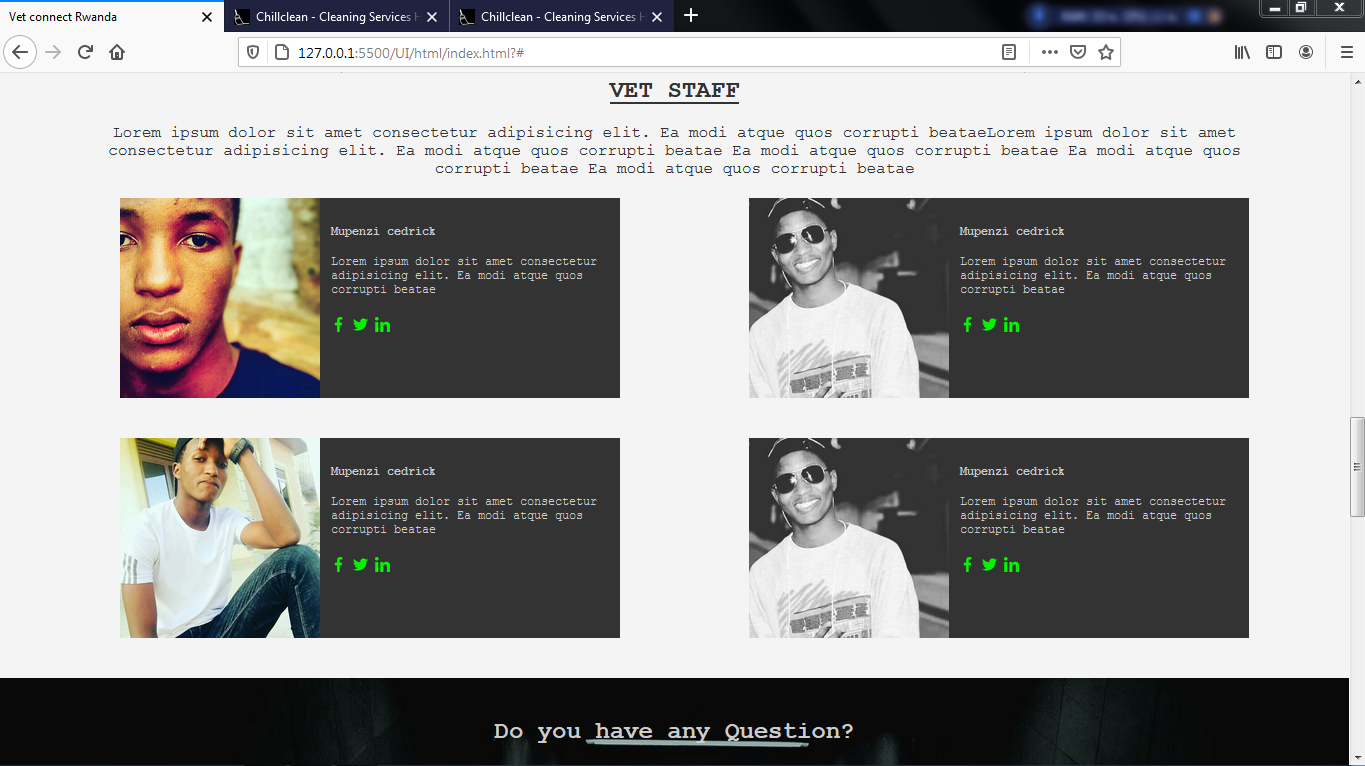 Vet connect Rwanda
Chillclean - Cleaning Services H
Chillclean - Cleaning Services H
127.0.0.1:5500/UI/html/index.html?#
VET STAFF
Lorem ipsum dolor sit amet consectetur adipisicing elit. Ea modi atque quos corrupti beataeLorem ipsum dolor sit amet
consectetur adipisicing elit. Ea modi atque quos corrupti beatae Ea modi atque quos corrupti beatae Ea modi atque quos
corrupti beatae Ea modi atque quos corrupti beatae
Mupenzi cedrick
Lorem ipsum dolor sit amet consectetur
adipisicing elit. Ea modi atque quos
corrupti beatae
Mupenzi cedrick
Lorem ipsum dolor sit amet consectetur
adipisicing elit. Ea modi atque quos
corrupti beatae
Mupenzi cedrick
Lorem ipsum dolor sit amet consectetur
adipisicing elit. Ea modi atque quos
corrupti beatae
Mupenzi cedrick
Lorem ipsum dolor sit amet consectetur
adipisicing elit. Ea modi atque quos
corrupti beatae
Do you have any Question?